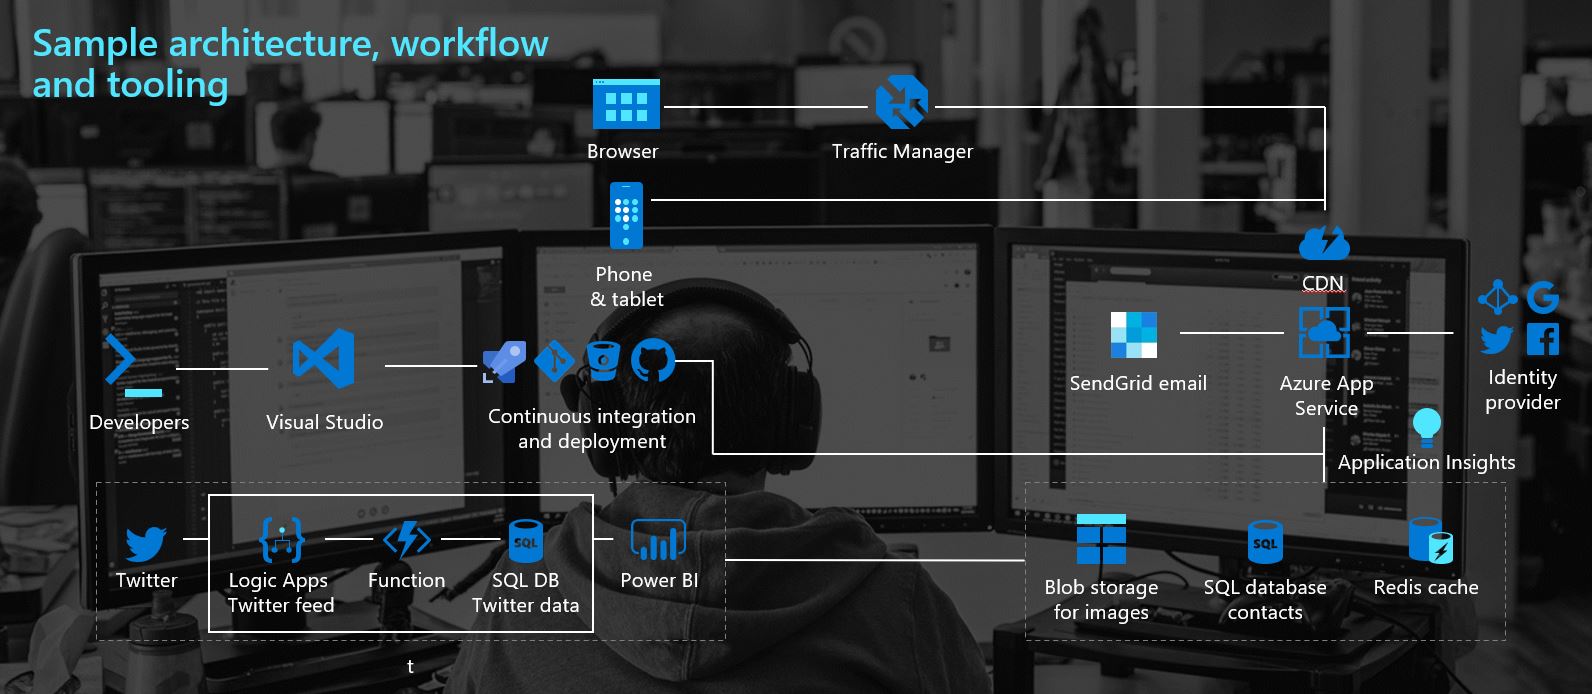 Sample architecture, workflow
and tooling
Browser
Traffic Manager
Phone
& tablet
CDN
SendGrid email
Azure App
Service
Identity
provider
Developers
Visual Studio
Continuous integration
and deployment
Application Insights
Twitter
Logic Apps
Twitter feed
Function
SQL
SQL DB
Twitter data
Power BI
Blob storage
for images
SQL
SQL database
contacts
Redis cache
t